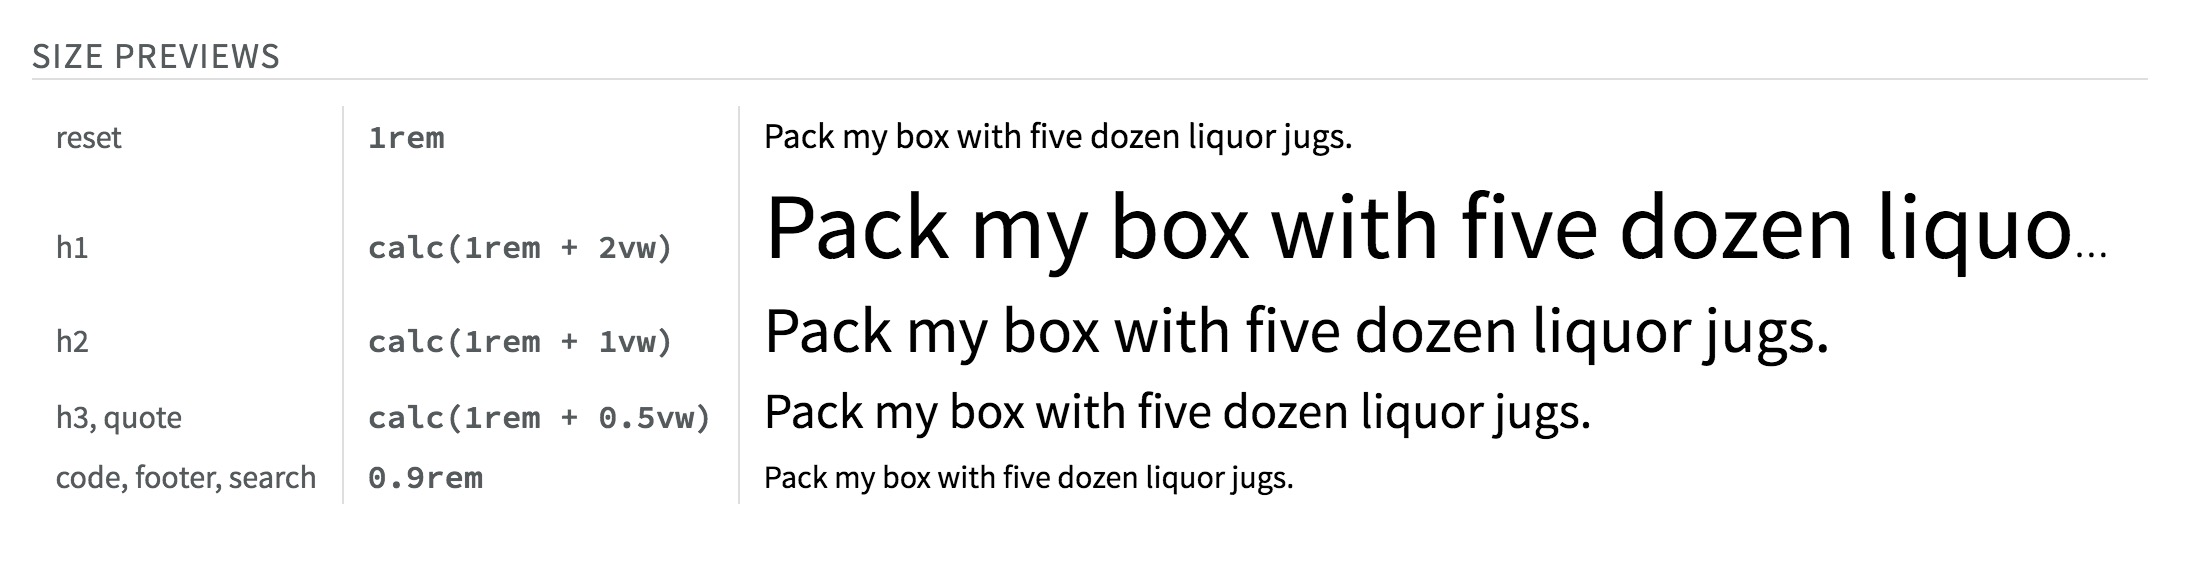 SIZE PREVIEWS
reset 1rem Pack my box with five dozen liquor jugs.
h1 calc(1rem + 2vw) Pack my box with five dozen liquo...
h2 calc(1rem + 1vw) Pack my box with five dozen liquor jugs.
h3, quote calc(1rem + 0.5vw) Pack my box with five dozen liquor jugs.
code, footer, search 0.9rem Pack my box with five dozen liquor jugs.